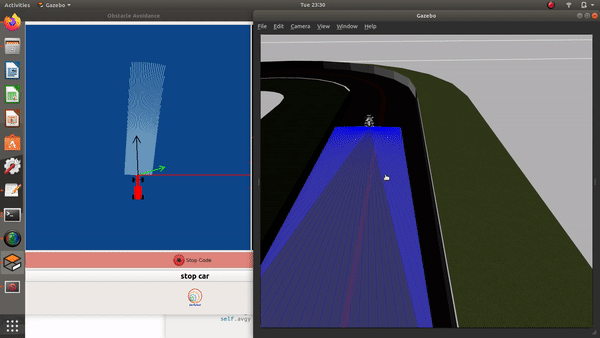 Activities
Gazebo ▾
Tue 23:30
Obstacle Avoidance
Gazebo
File Edit Camera View Window Help
Stop Code
stop car
self.avgy